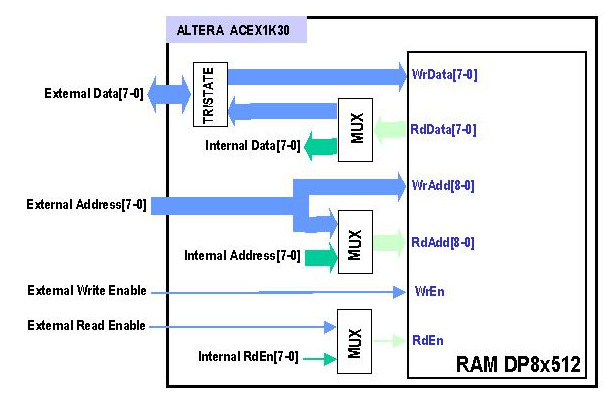 ALTERA ACEX1K30
External Data[7-0]
TRISTATE
WrData[7-0]
MUX
RdData[7-0]
Internal Data[7-0]
External Address[7-0]
WrAdd[8-0]
MUX
RdAdd[8-0]
Internal Address[7-0]
External Write Enable
WrEn
External Read Enable
MUX
RdEn
Internal RdEn[7-0]
RAM DP8x512